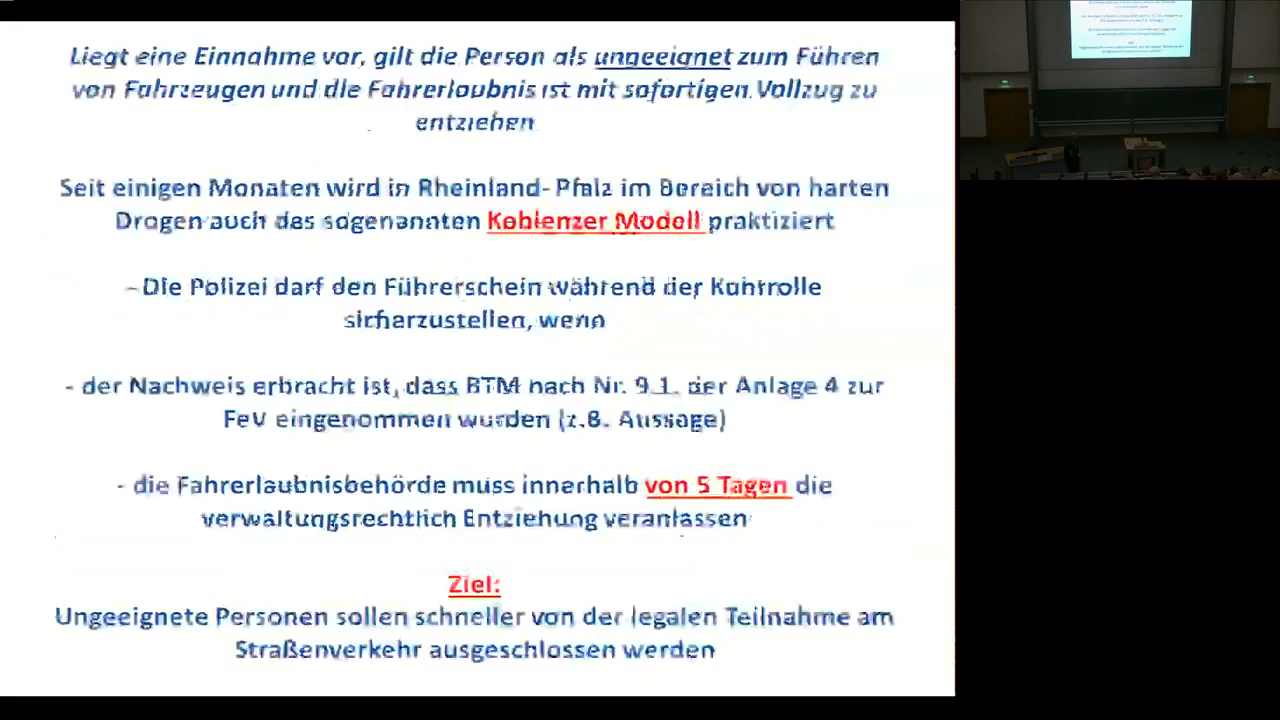 Liegt eine Einnahme vor, gilt die Person als ungeeignet zum Führen
von Fahrzeugen und die Fahrerlaubnis ist mit sofortigen Vollzug zu
entziehen
Seit einigen Monaten wird in Rheinland- Pfalz im Bereich von harten
Drogen auch das sogenannten Koblenzer Modell praktiziert
- Die Polizei darf den Führerschein während der Kontrolle
sicherzustellen, wenn
- der Nachweis erbracht ist, dass BTM nach Nr. 9.1. der Anlage 4 zur
FeV eingenommen wurden (z.B. Aussage)
- die Fahrerlaubnisbehörde muss innerhalb von 5 Tagen die
verwaltungsrechtlich Entziehung veranlassen
Ziel:
Ungeeignete Personen sollen schneller von der legalen Teilnahme am
Straßenverkehr ausgeschlossen werden